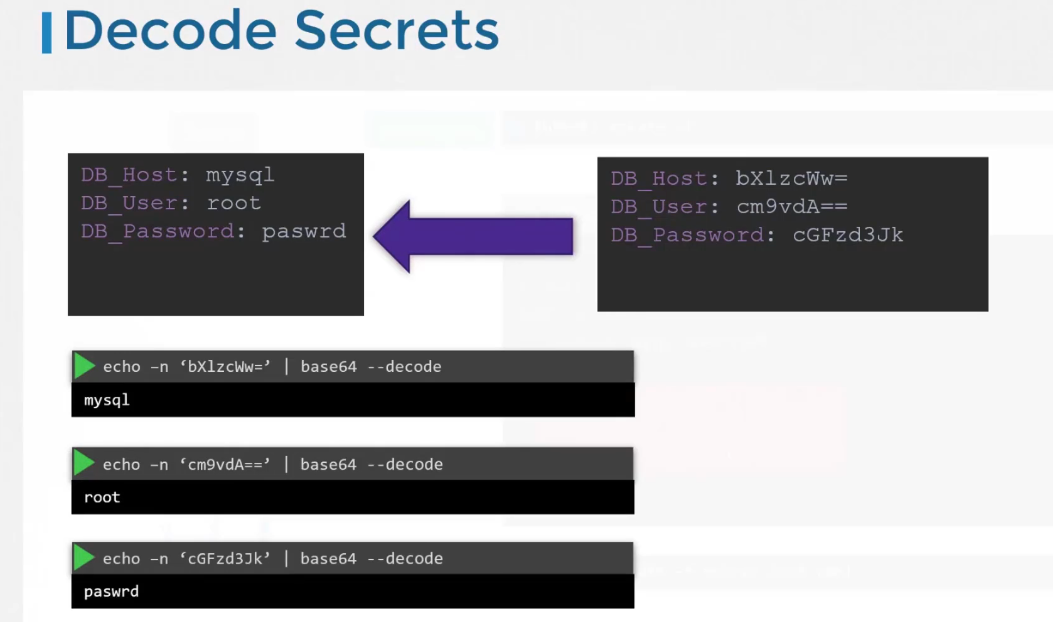 Decode Secrets
DB_Host: mysql
DB_User: root
DB_Password: paswrd
DB_Host: bXlzcWw=
DB_User: cm9vdA==
DB_Password: cGFzd3Jk
echo –n ‘bXlzcWw=’ | base64 --decode
mysql
echo –n ‘cm9vdA==’ | base64 --decode
root
echo –n ‘cGFzd3Jk’ | base64 --decode
paswrd